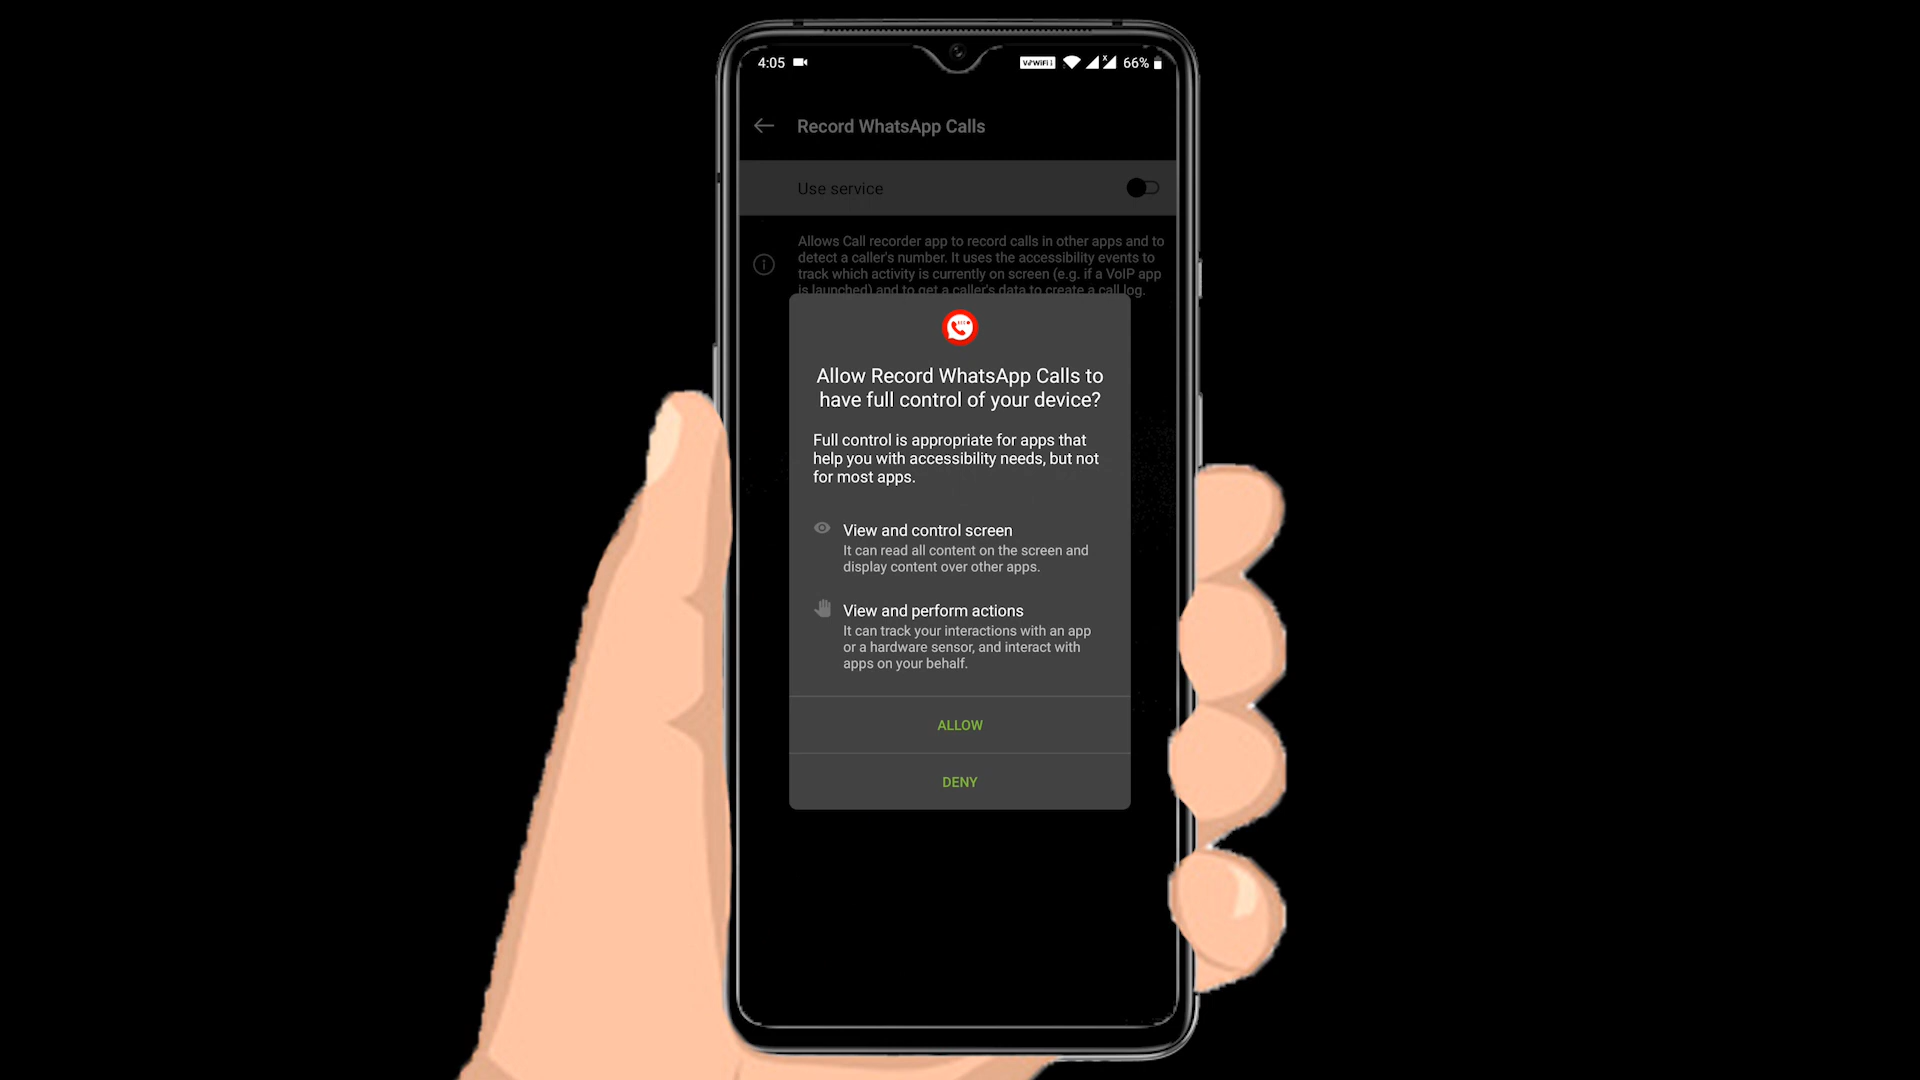 4:05
VoWiFi 1
66%
Record WhatsApp Calls
Use service
Allows Call recorder app to record calls in other apps and to
detect a caller's number. It uses the accessibility events to
track which activity is currently on screen (e.g. if a VoIP app
is launched) and to get a caller's data to create a call log.
Allow Record WhatsApp Calls to
have full control of your device?
Full control is appropriate for apps that
help you with accessibility needs, but not
for most apps.
View and control screen
It can read all content on the screen and
display content over other apps.
View and perform actions
It can track your interactions with an app
or a hardware sensor, and interact with
apps on your behalf.
ALLOW
DENY